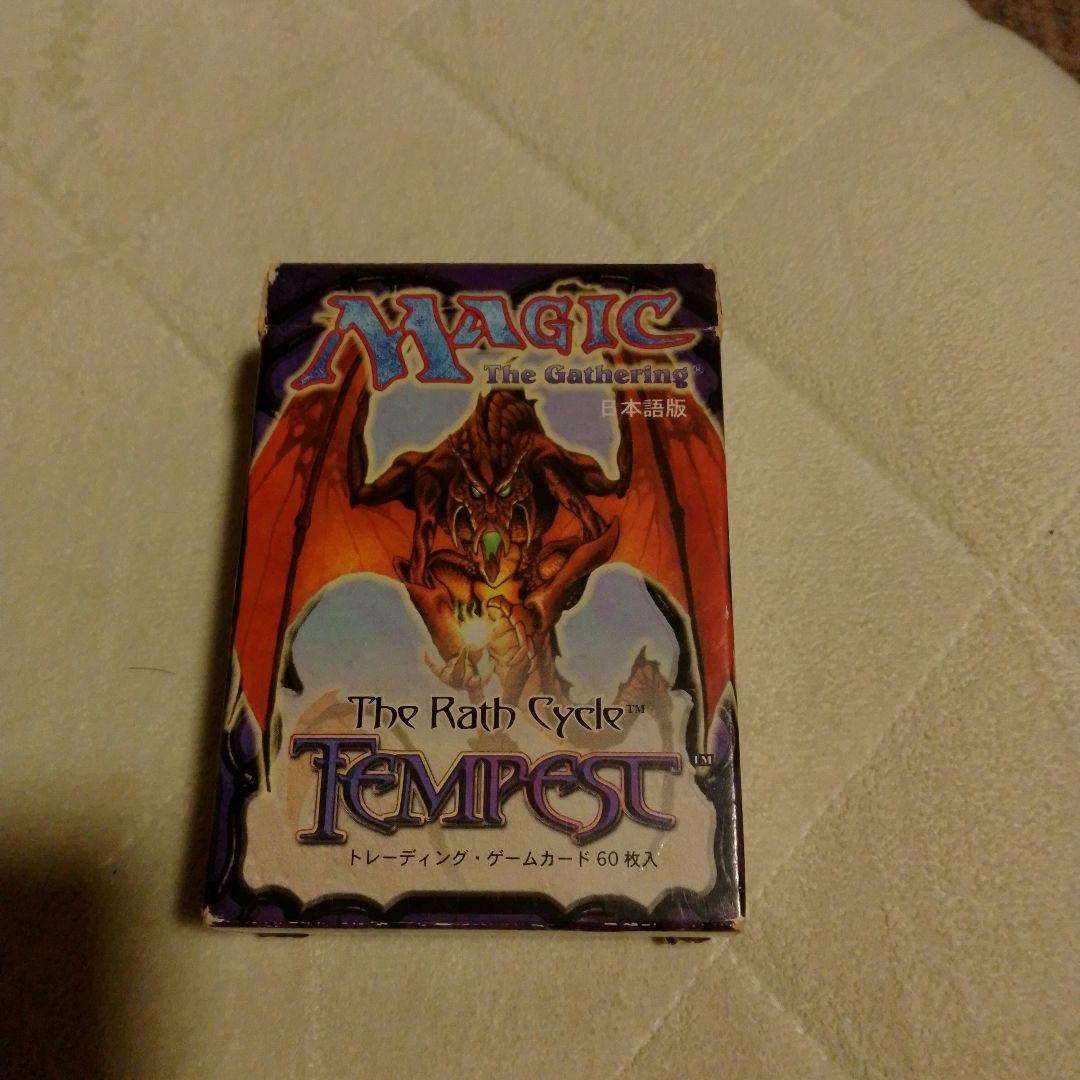 MAGIC
The Gathering®
日本語版
The Rath Cycle™
TEMPEST™
トレーディング・ゲームカード 60 枚入